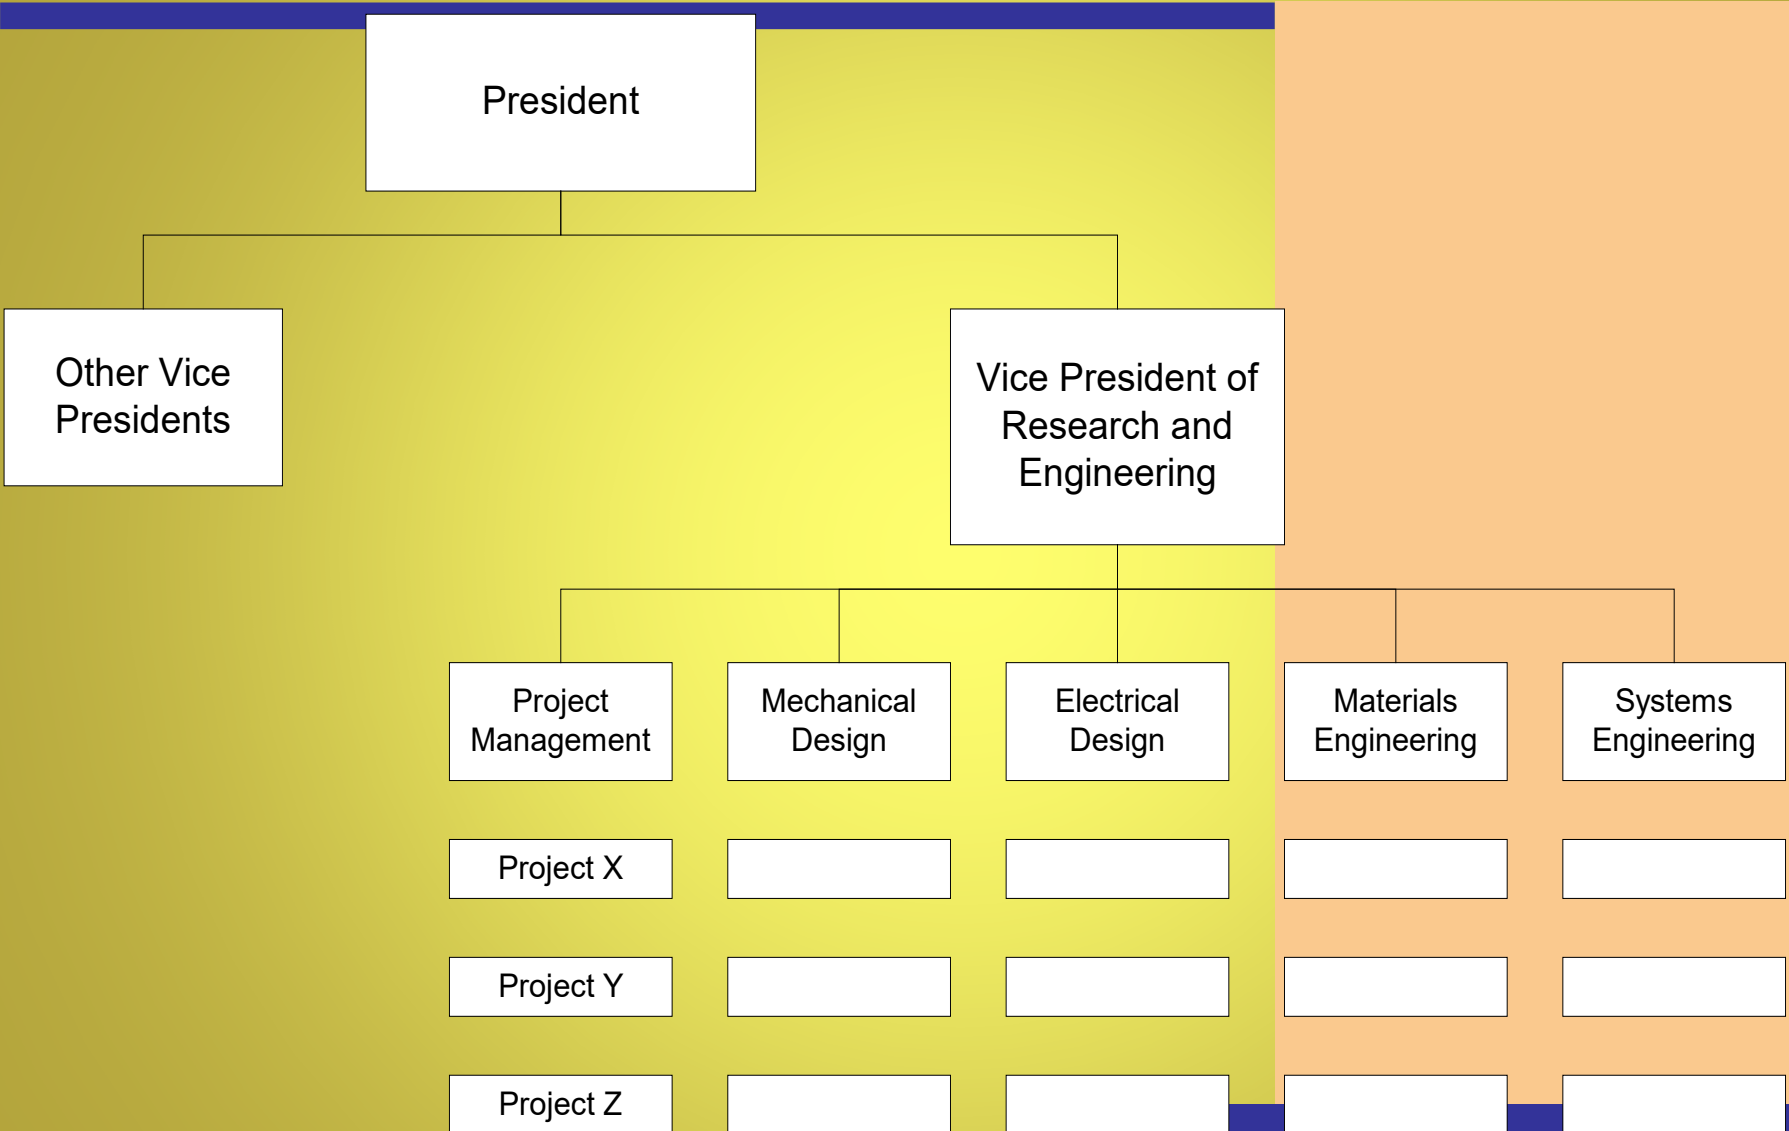 President
Other Vice
Presidents
Vice President of
Research and
Engineering
Project
Management
Mechanical
Design
Electrical
Design
Materials
Engineering
Systems
Engineering
Project X
Project Y
Project Z